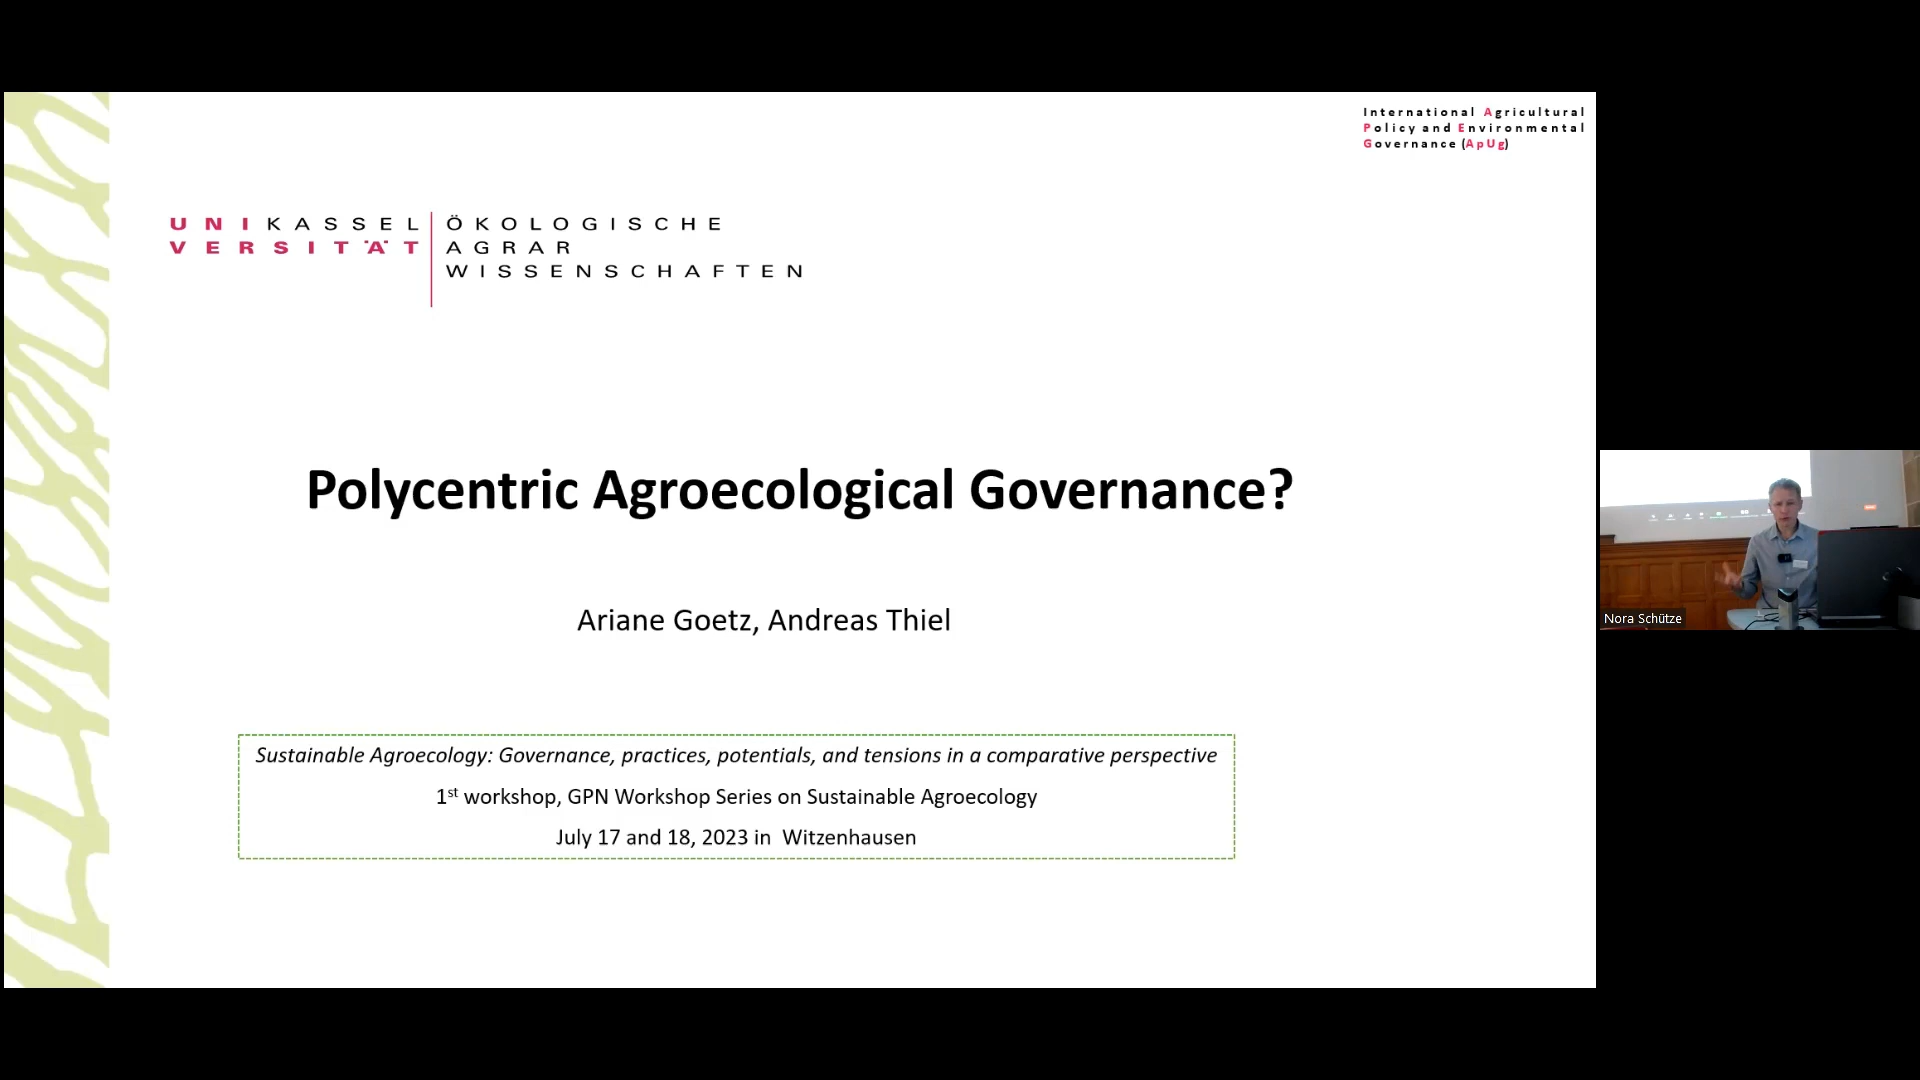 International Agricultural
Policy and Environmental
Governance (ApUg)
UNIKASSEL
VERSITÄT
ÖKOLOGISCHE
AGRAR
WISSENSCHAFTEN
Polycentric Agroecological Governance?
Ariane Goetz, Andreas Thiel
Sustainable Agroecology: Governance, practices, potentials, and tensions in a comparative perspective
1st workshop, GPN Workshop Series on Sustainable Agroecology
July 17 and 18, 2023 in Witzenhausen
Nora Schütze